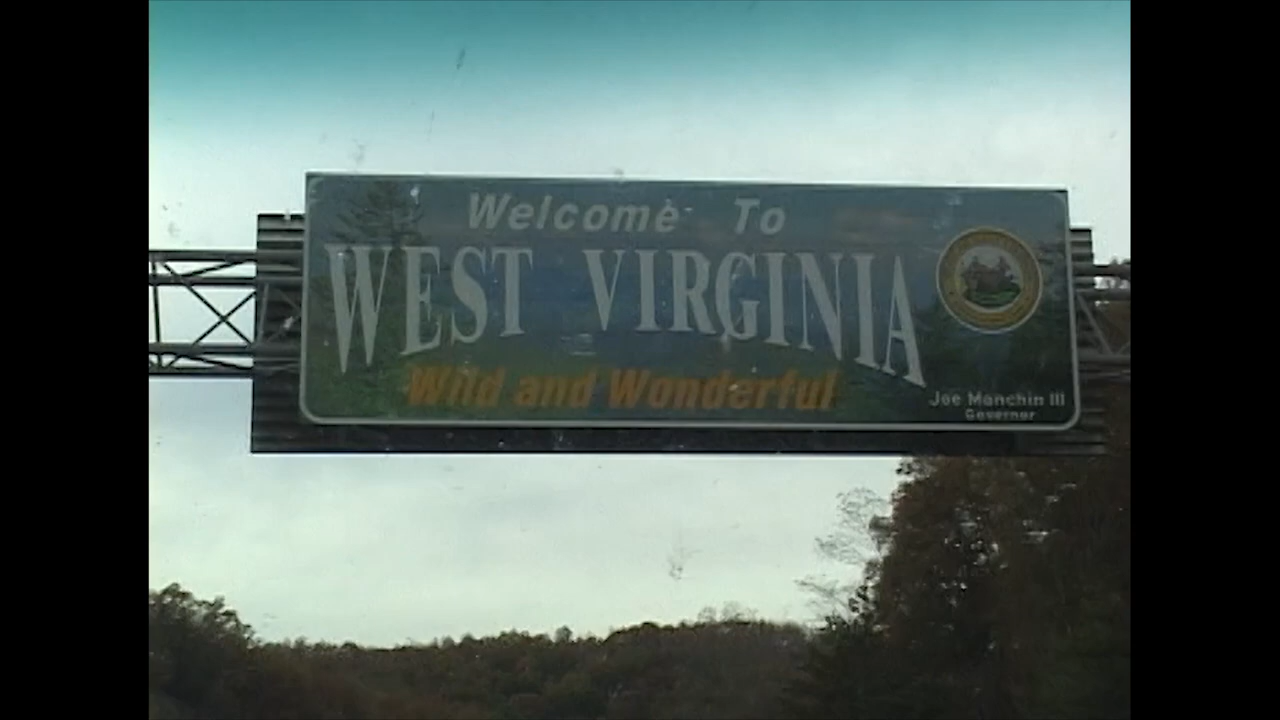 Welcome To
WEST VIRGINIA
Wild and Wonderful
Joe Manchin III
Governor